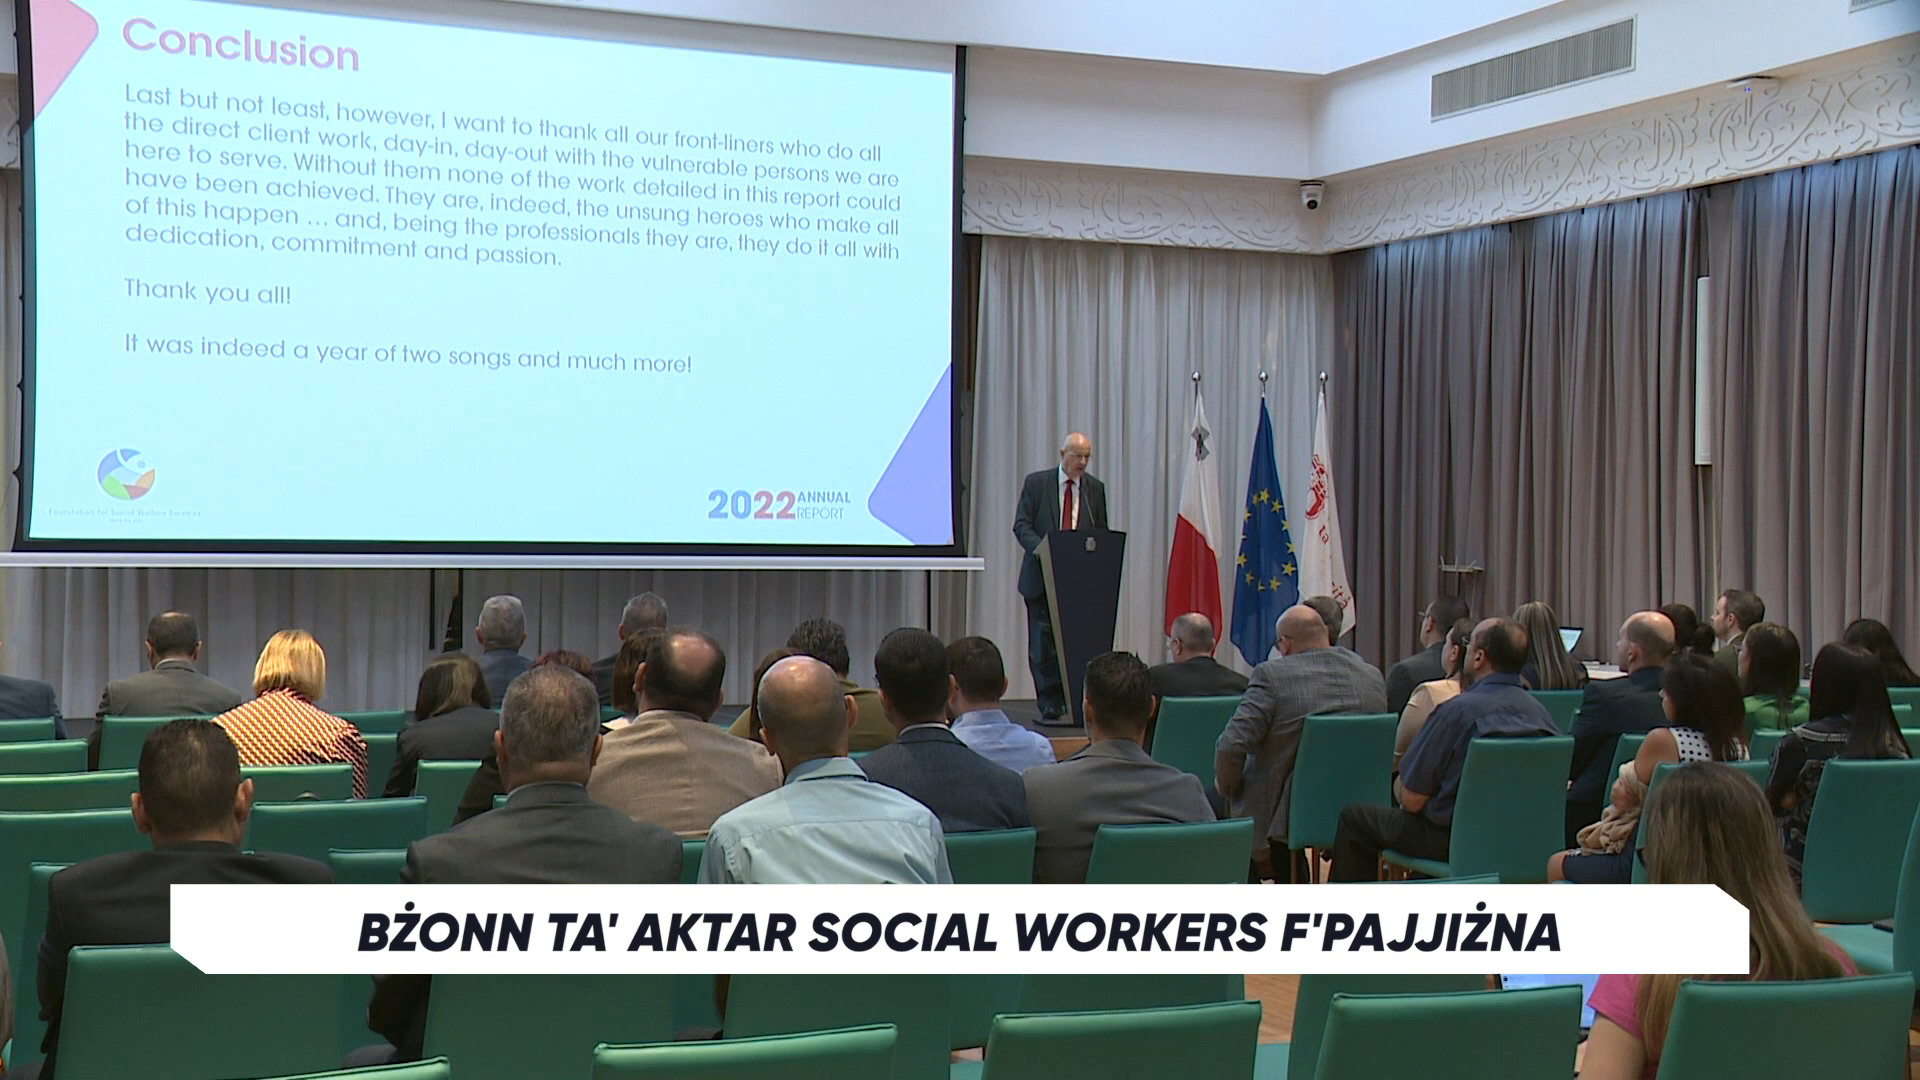 Conclusion
Last but not least, however, I want to thank all our front-liners who do all
the direct client work, day-in, day-out with the vulnerable persons we are
here to serve. Without them none of the work detailed in this report could
have been achieved. They are, indeed, the unsung heroes who make all
of this happen ... and, being the professionals they are, they do it all with
dedication, commitment and passion.
Thank you all!
It was indeed a year of two songs and much more!
Foundation for Social Welfare Services
2022 ANNUAL
REPORT
BŻONN TA' AKTAR SOCIAL WORKERS F'PAJJIŻNA